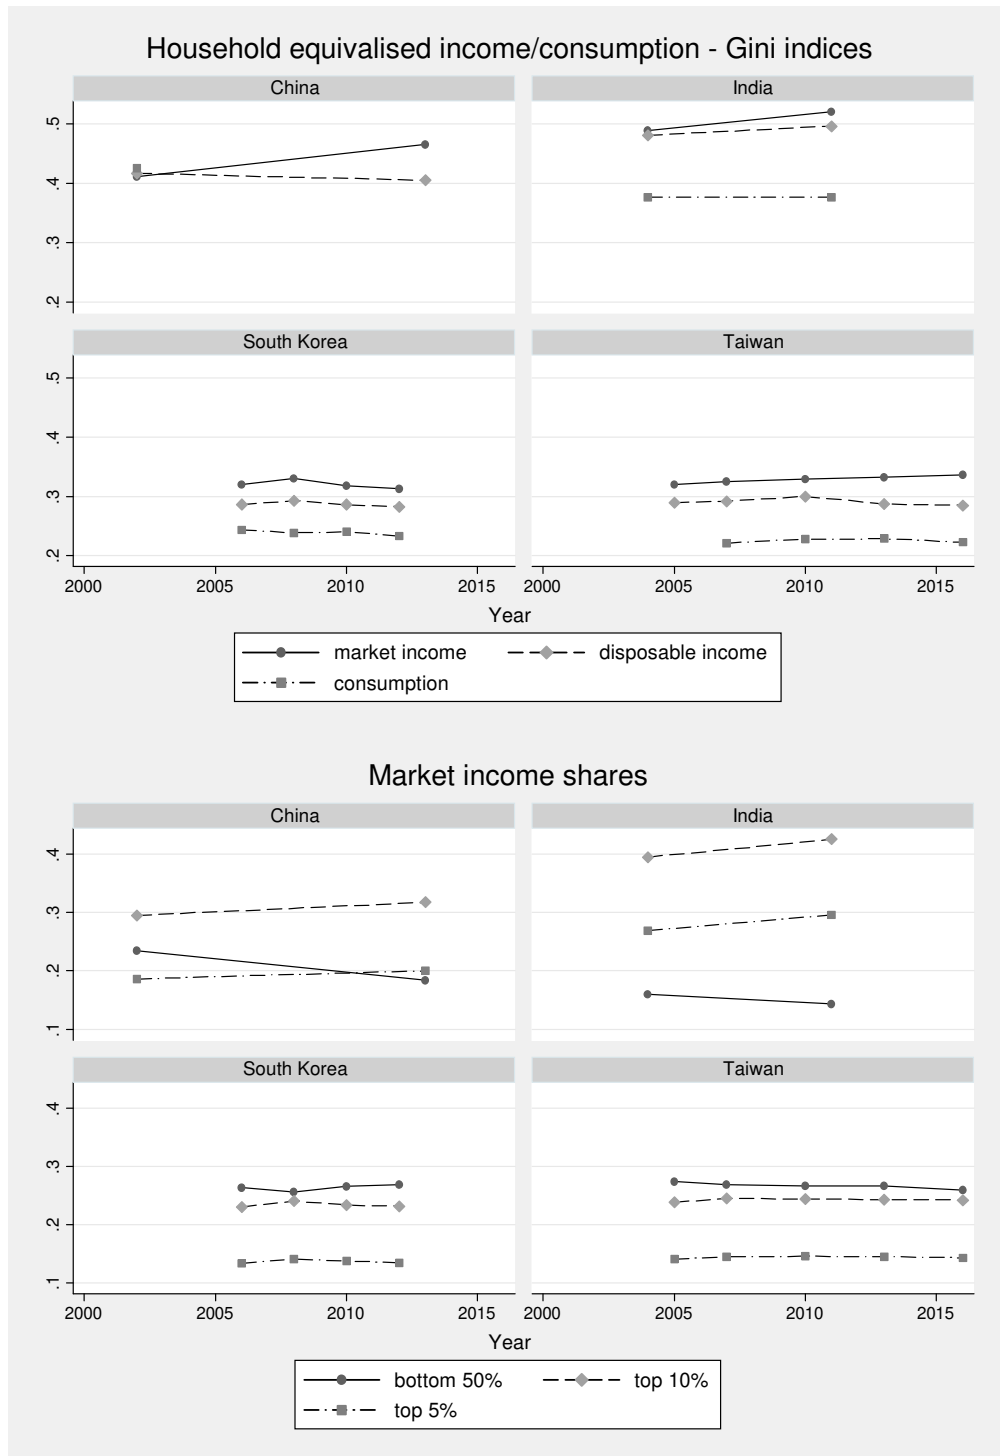 Household equivalised income/consumption - Gini indices
China India
.5
.4
.3
.2
South Korea Taiwan
.5
.4
.3
.2
2000 2005 2010 2015 2000 2005 2010 2015
Year
market income disposable income
consumption
Market income shares
China India
.4
.3
.2
.1
South Korea Taiwan
.4
.3
.2
.1
2000 2005 2010 2015 2000 2005 2010 2015
Year
bottom 50% top 10%
top 5%